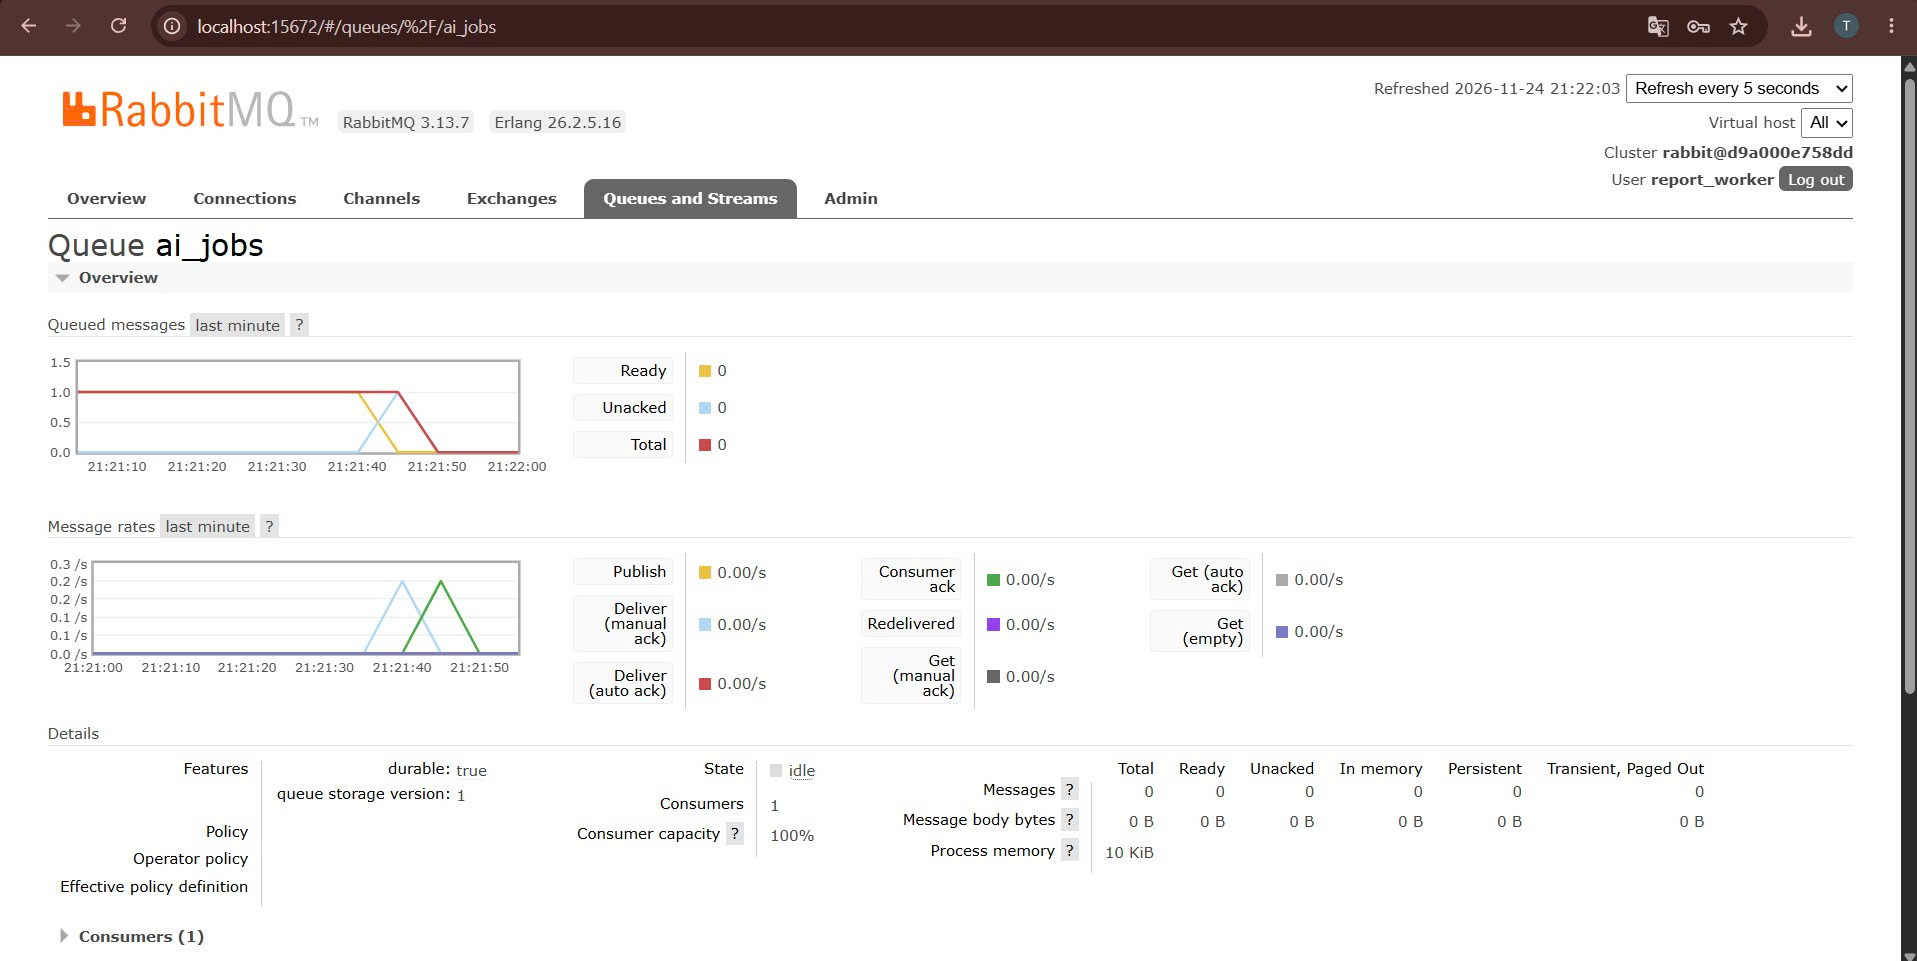 localhost:15672/#/queues/%2F/ai_jobs
T
RabbitMQ TM
RabbitMQ 3.13.7
Erlang 26.2.5.16
Refreshed 2026-11-24 21:22:03
Refresh every 5 seconds
Virtual host
All
Cluster rabbit@d9a000e758dd
User report_worker
Log out
Overview
Connections
Channels
Exchanges
Queues and Streams
Admin
Queue ai_jobs
Overview
Queued messages last minute ?
1.5
1.0
0.5
0.0
21:21:10 21:21:20 21:21:30 21:21:40 21:21:50 21:22:00
Ready 0
Unacked 0
Total 0
Message rates last minute ?
0.3 /s
0.2 /s
0.2 /s
0.1 /s
0.1 /s
0.0 /s
21:21:00 21:21:10 21:21:20 21:21:30 21:21:40 21:21:50
Publish 0.00/s
Deliver
(manual 0.00/s
ack)
Deliver
(auto ack) 0.00/s
Consumer
ack 0.00/s
Redelivered 0.00/s
Get
(manual 0.00/s
ack)
Get (auto
ack) 0.00/s
Get
(empty) 0.00/s
Details
Features
durable: true
queue storage version: 1
Policy
Operator policy
Effective policy definition
State idle
Consumers 1
Consumer capacity ? 100%
Total Ready Unacked In memory Persistent Transient, Paged Out
Messages ? 0 0 0 0 0 0
Message body bytes ? 0 B 0 B 0 B 0 B 0 B 0 B
Process memory ? 10 KiB
Consumers (1)